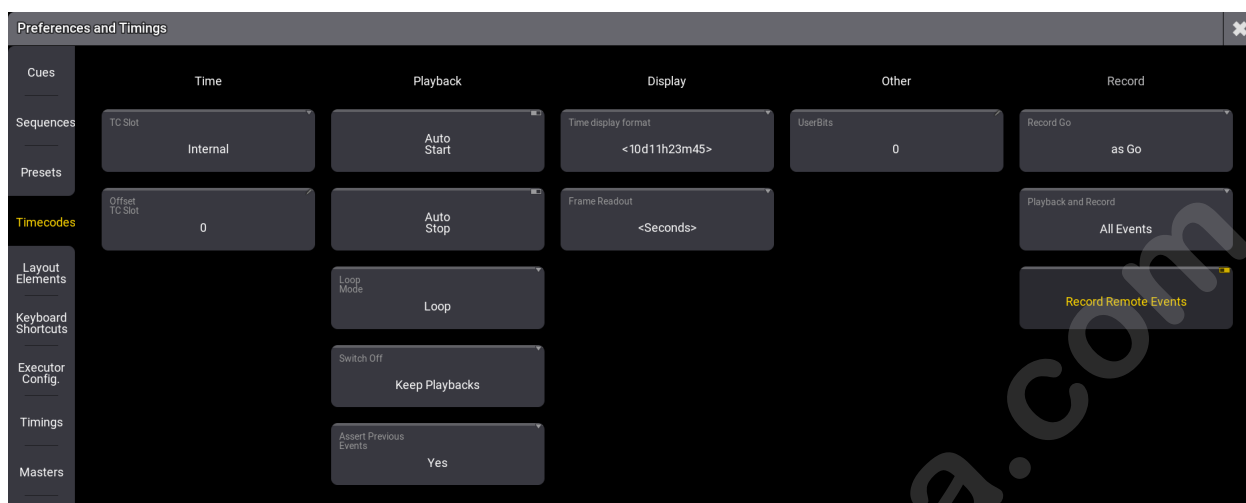 Preferences and Timings
Cues
Sequences
Presets
Timecodes
Layout
Elements
Keyboard
Shortcuts
Executor
Config.
Timings
Masters
Time
TC Slot
Internal
Offset
TC Slot
0
Playback
Auto
Start
Auto
Stop
Loop
Mode
Loop
Switch Off
Keep Playbacks
Assert Previous
Events
Yes
Display
Time display format
<10d11h23m45>
Frame Readout
<Seconds>
Other
UserBits
0
Record
Record Go
as Go
Playback and Record
All Events
Record Remote Events
a.com